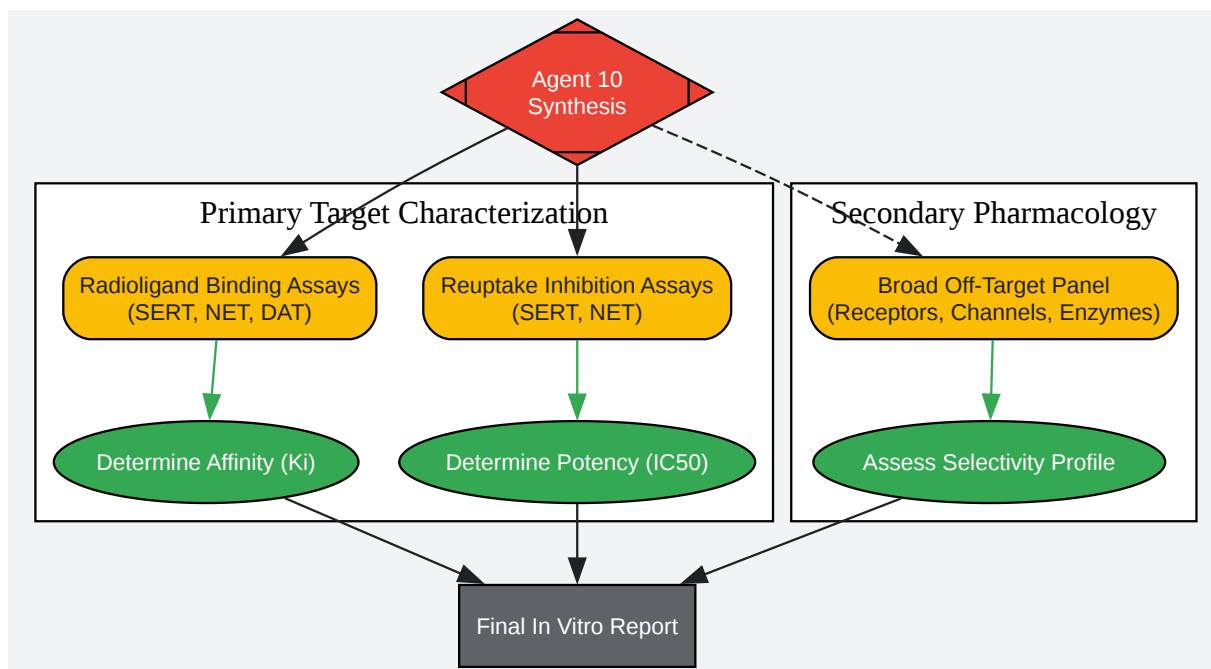 Agent 10
Synthesis
Primary Target Characterization
Secondary Pharmacology
Radioligand Binding Assays
(SERT, NET, DAT)
Reuptake Inhibition Assays
(SERT, NET)
Broad Off-Target Panel
(Receptors, Channels, Enzymes)
Determine Affinity (Ki)
Determine Potency (IC50)
Assess Selectivity Profile
Final In Vitro Report